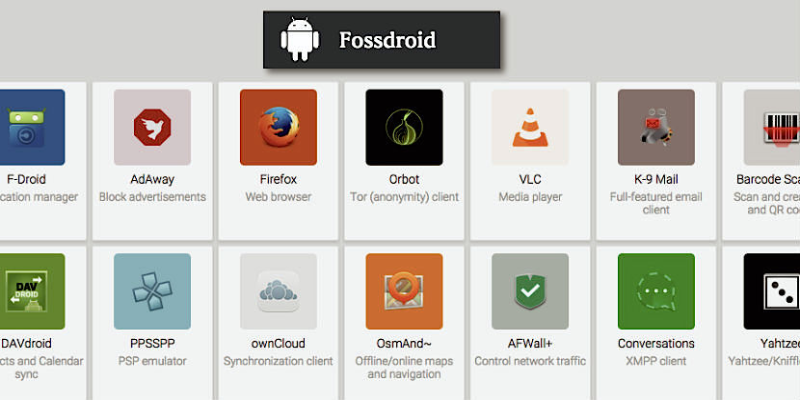 Fossdroid
F-Droid
AdAway
Firefox
Orbot
VLC
K-9 Mail
Barcode Sca
cation manager
Block advertisements
Web browser
Tor (anonymity) client
Media player
Full-featured email
client
Scan and crea
and QR co
DAV
DROID
DAVdroid
PPSSPP
ownCloud
OsmAnd~
AFWall+
Conversations
Yahtzee
cts and Calendar
sync
PSP emulator
Synchronization client
Offline/online maps
and navigation
Control network traffic
XMPP client
Yahtzee/Kniffl